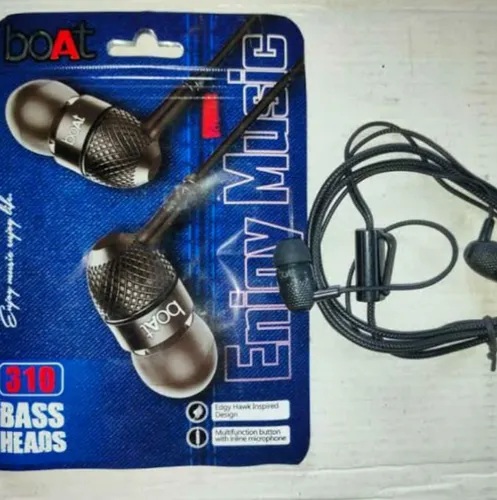 boAt
boAt
boAt
Enjoy Music
Enjoy music enjoy life.
310
BASS
HEADS
Edgy Hawk Inspired
Design
Multifunction button
with inline microphone